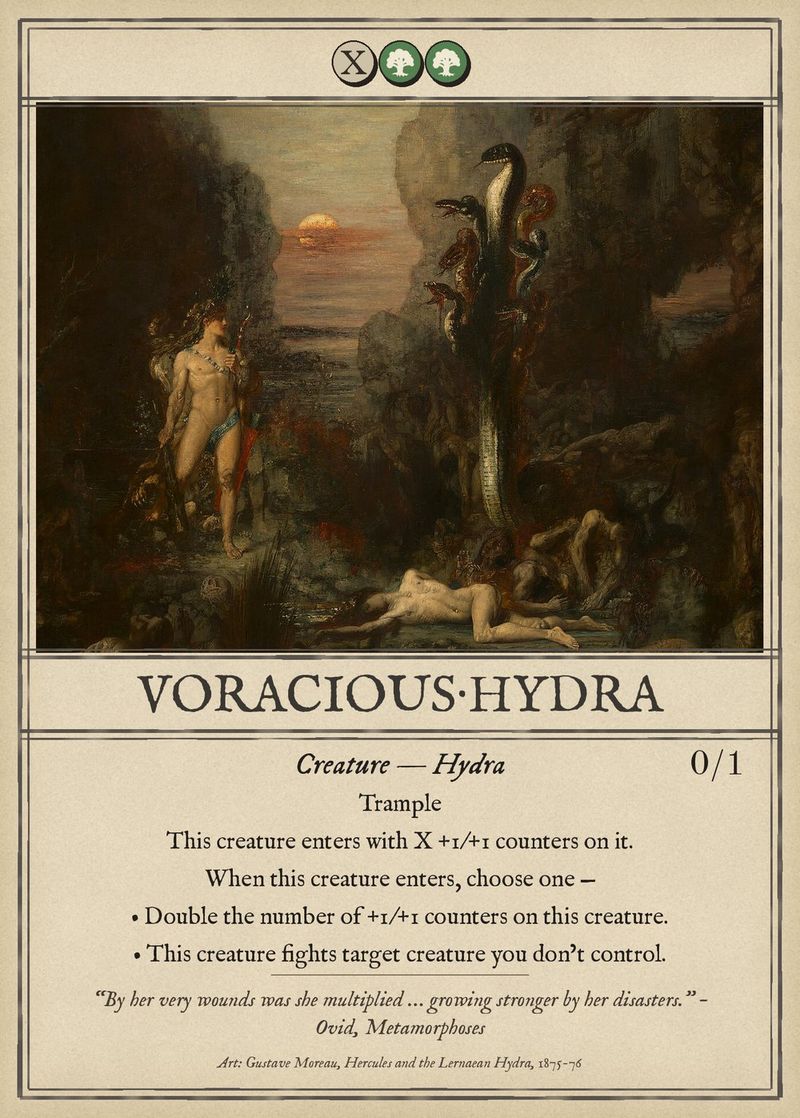 X
VORACIOUS·HYDRA
Creature — Hydra 0/1
Trample
This creature enters with X +1/+1 counters on it.
When this creature enters, choose one –
• Double the number of +1/+1 counters on this creature.
• This creature fights target creature you don’t control.
“By her very wounds was she multiplied ... growing stronger by her disasters.” -
Ovid, Metamorphoses
Art: Gustave Moreau, Hercules and the Lernaean Hydra, 1875-76